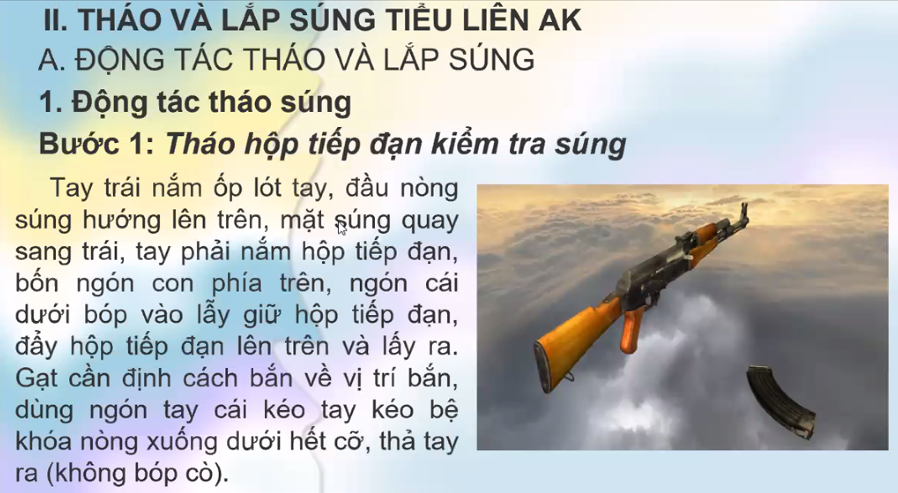 II. THÁO VÀ LẮP SÚNG TIỂU LIÊN AK
A. ĐỘNG TÁC THÁO VÀ LẮP SÚNG
1. Động tác tháo súng
Bước 1: Tháo hộp tiếp đạn kiểm tra súng
Tay trái nắm ốp lót tay, đầu nòng
súng hướng lên trên, mặt súng quay
sang trái, tay phải nắm hộp tiếp đạn,
bốn ngón con phía trên, ngón cái
dưới bóp vào lẫy giữ hộp tiếp đạn,
đẩy hộp tiếp đạn lên trên và lấy ra.
Gạt cần định cách bắn về vị trí bắn,
dùng ngón tay cái kéo tay kéo bệ
khóa nòng xuống dưới hết cỡ, thả tay
ra (không bóp cò).